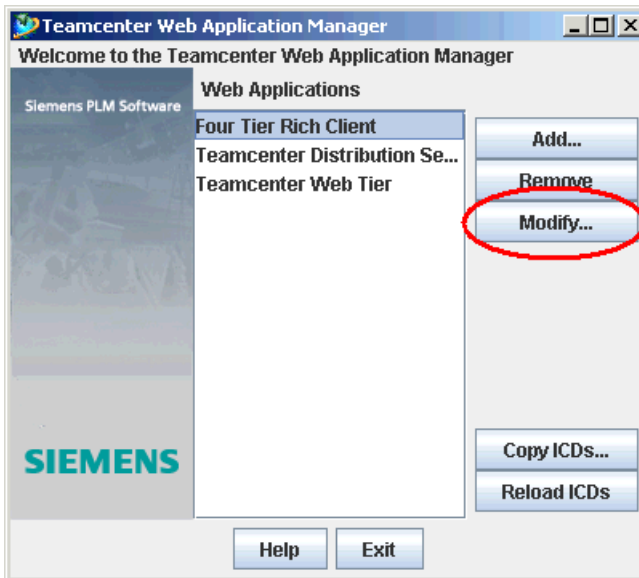 Teamcenter Web Application Manager
Welcome to the Teamcenter Web Application Manager
Siemens PLM Software
Web Applications
Four Tier Rich Client
Teamcenter Distribution Se...
Teamcenter Web Tier
Add...
Remove
Modify...
SIEMENS
Copy ICDs...
Reload ICDs
Help
Exit